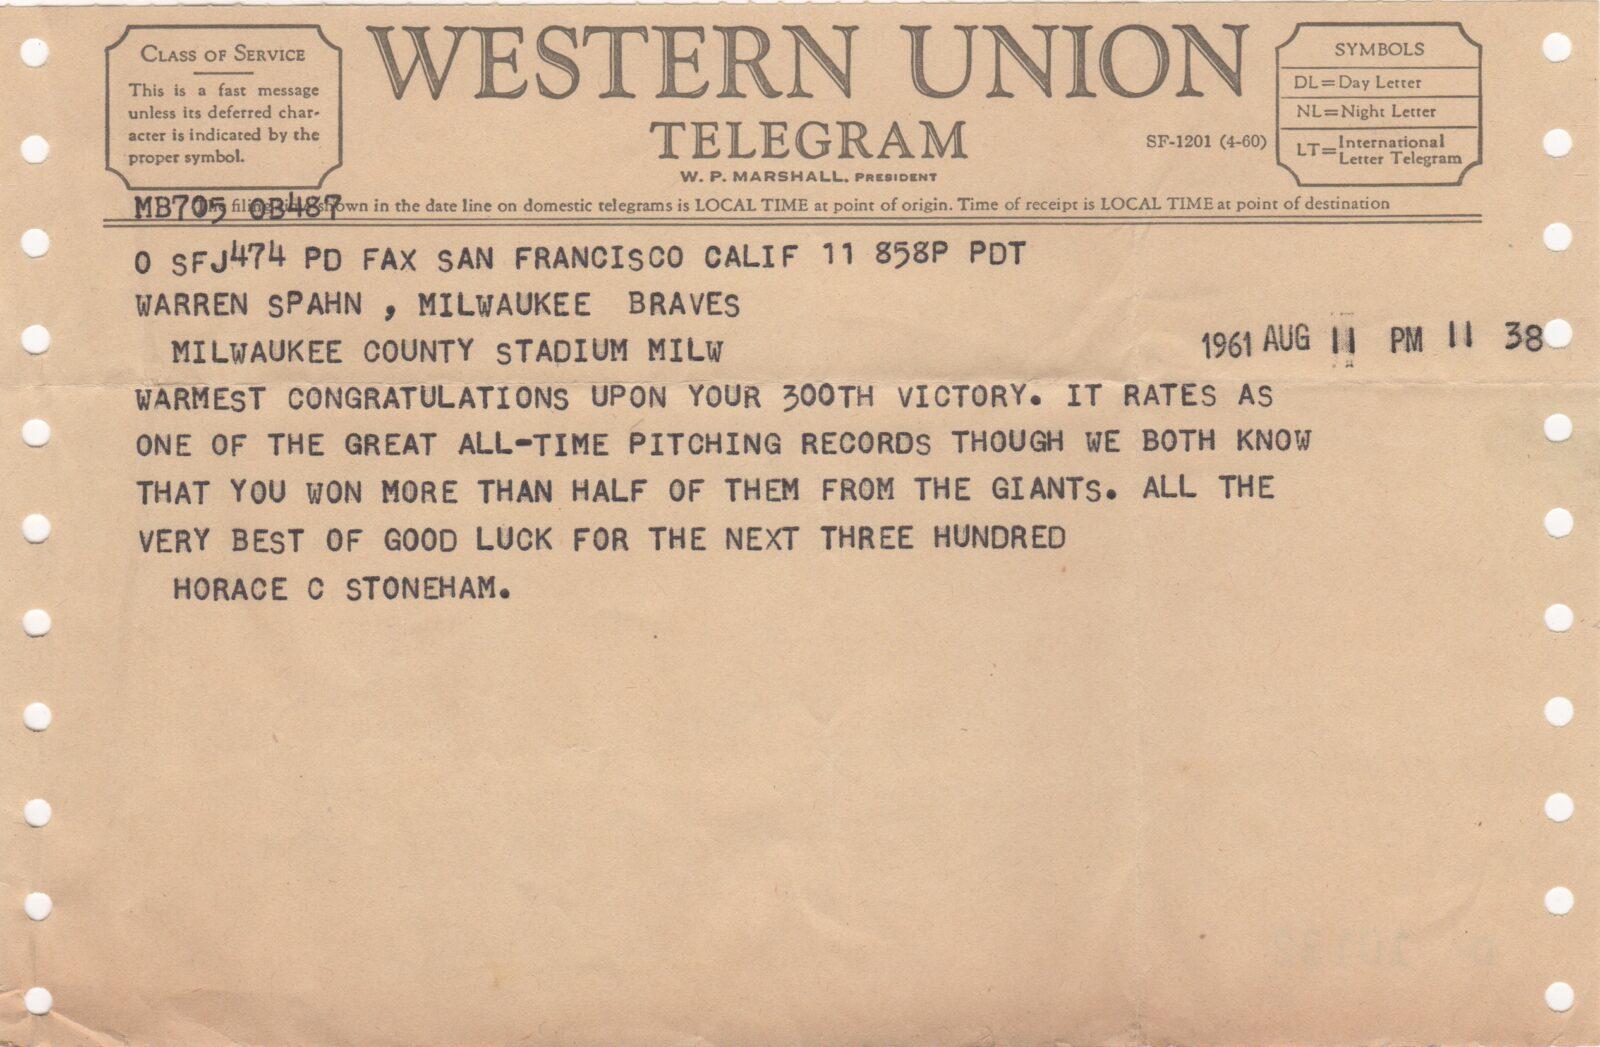 CLASS OF SERVICE
This is a fast message
unless its deferred char-
acter is indicated by the
proper symbol.
WESTERN UNION
TELEGRAM
W. P. MARSHALL, PRESIDENT
SF-1201 (4-60)
SYMBOLS
DL=Day Letter
NL=Night Letter
LT=International
Letter Telegram
MB705 OB487
filing shown in the date line on domestic telegrams is LOCAL TIME at point of origin. Time of receipt is LOCAL TIME at point of destination
O SFJ474 PD FAX SAN FRANCISCO CALIF 11 858P PDT
WARREN SPAHN , MILWAUKEE BRAVES
MILWAUKEE COUNTY STADIUM MILW
1961 AUG 11 PM 11 38
WARMEST CONGRATULATIONS UPON YOUR 300TH VICTORY. IT RATES AS
ONE OF THE GREAT ALL-TIME PITCHING RECORDS THOUGH WE BOTH KNOW
THAT YOU WON MORE THAN HALF OF THEM FROM THE GIANTS. ALL THE
VERY BEST OF GOOD LUCK FOR THE NEXT THREE HUNDRED
HORACE C STONEHAM.